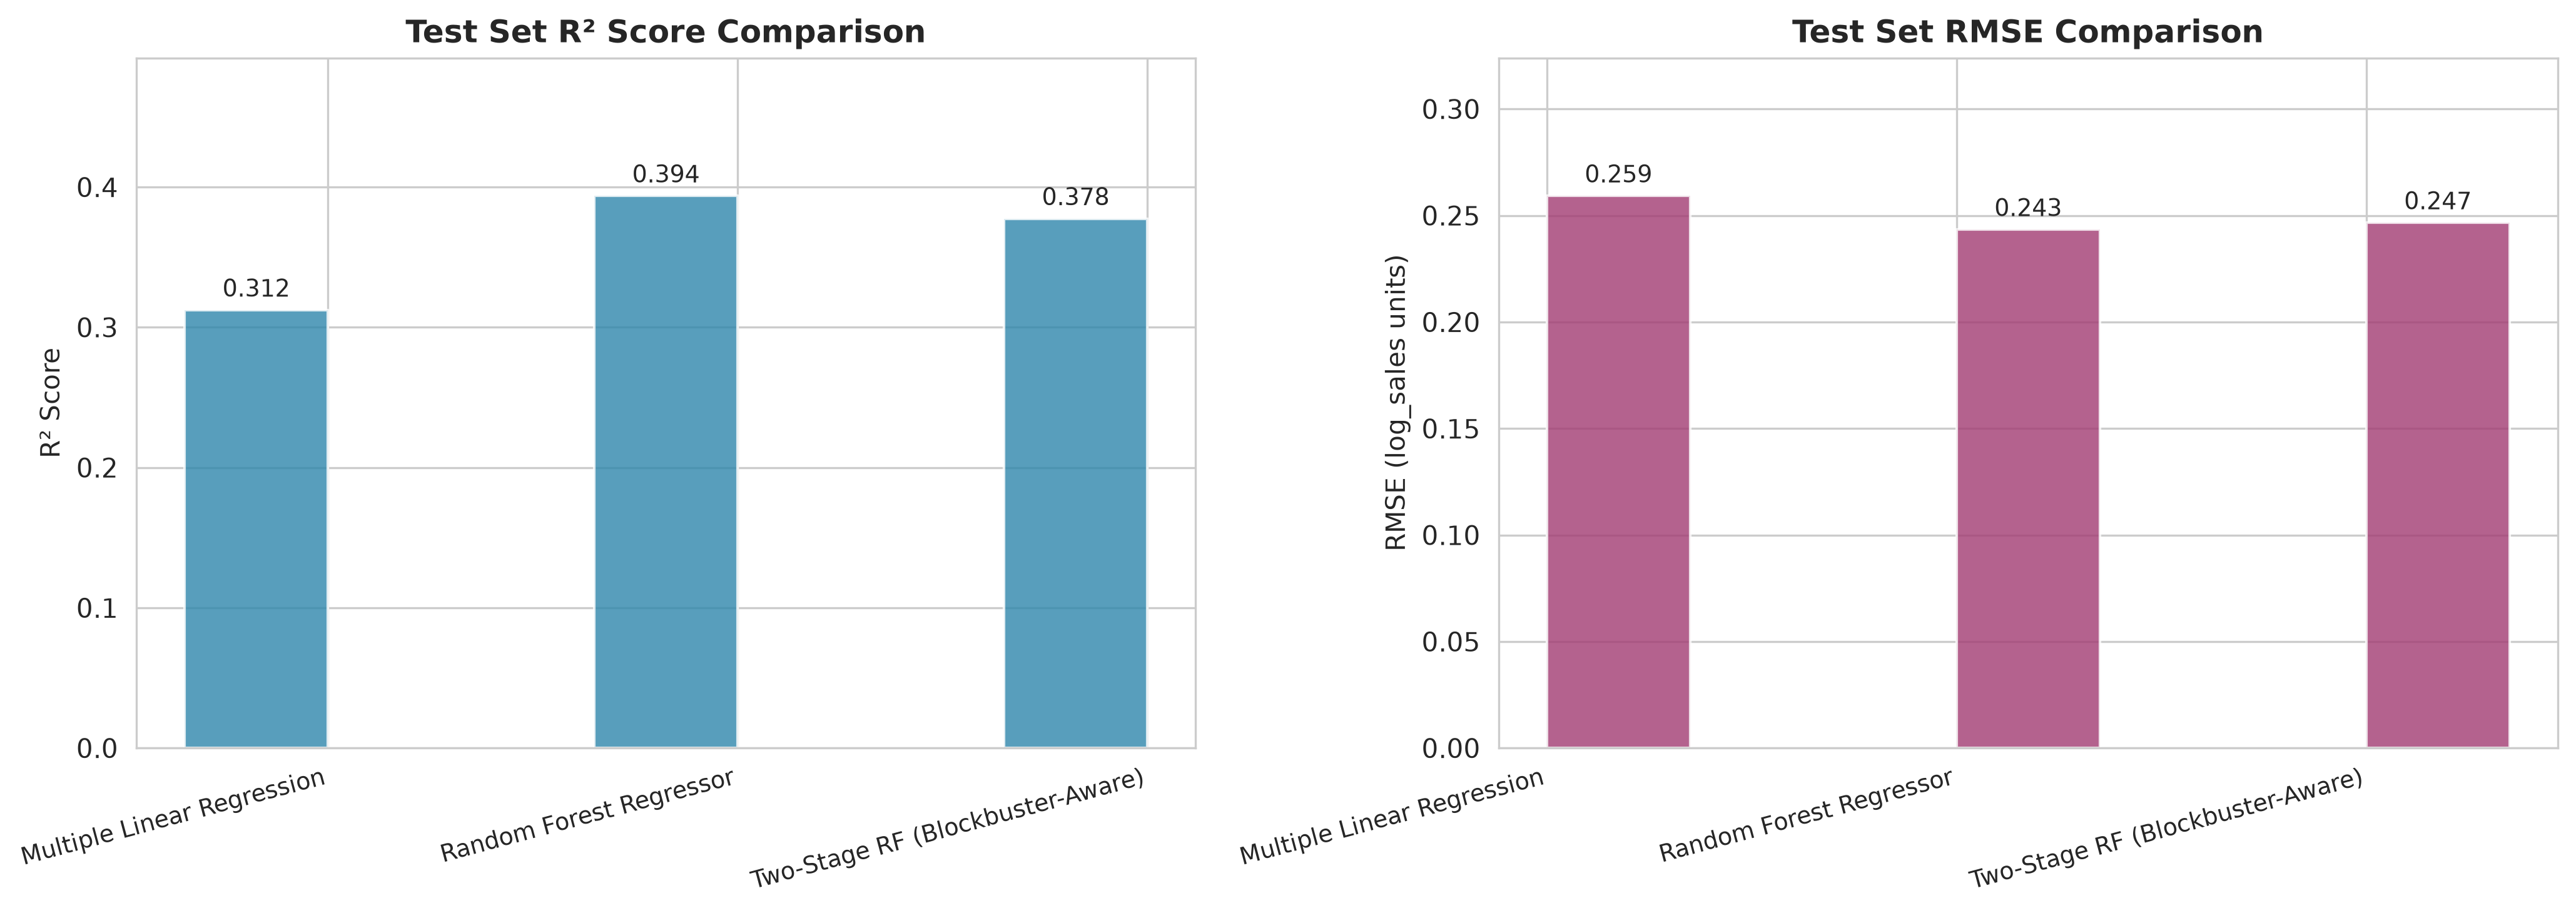 Test Set R² Score Comparison
R² Score
0.4
0.3
0.2
0.1
0.0
0.312
0.394
0.378
Multiple Linear Regression
Random Forest Regressor
Two-Stage RF (Blockbuster-Aware)
Test Set RMSE Comparison
RMSE (log_sales units)
0.30
0.25
0.20
0.15
0.10
0.05
0.00
0.259
0.243
0.247
Multiple Linear Regression
Random Forest Regressor
Two-Stage RF (Blockbuster-Aware)